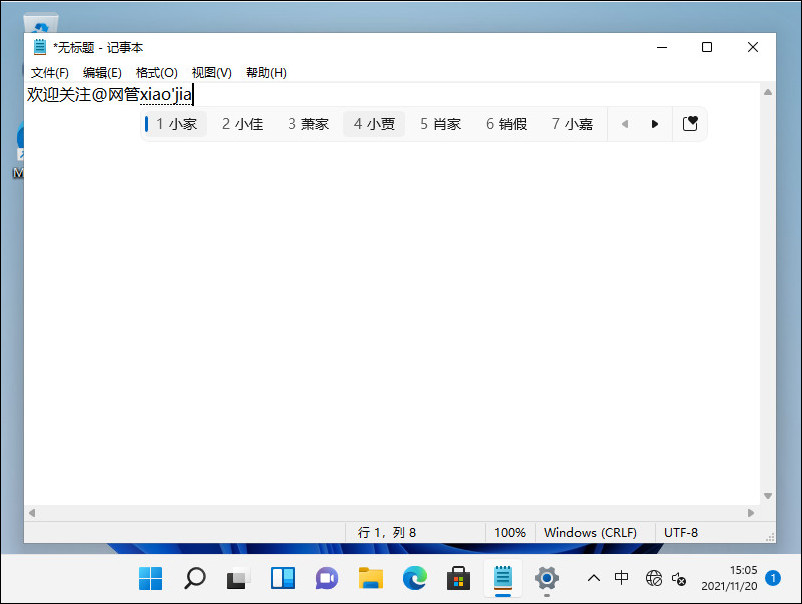 *无标题 - 记事本
文件(F) 编辑(E) 格式(O) 视图(V) 帮助(H)
欢迎关注@网管xiao'jia
1 小家 2 小佳 3 萧家 4 小贾 5 肖家 6 销假 7 小嘉
M
行 1，列 8 100% Windows (CRLF) UTF-8
中
15:05
2021/11/20
1